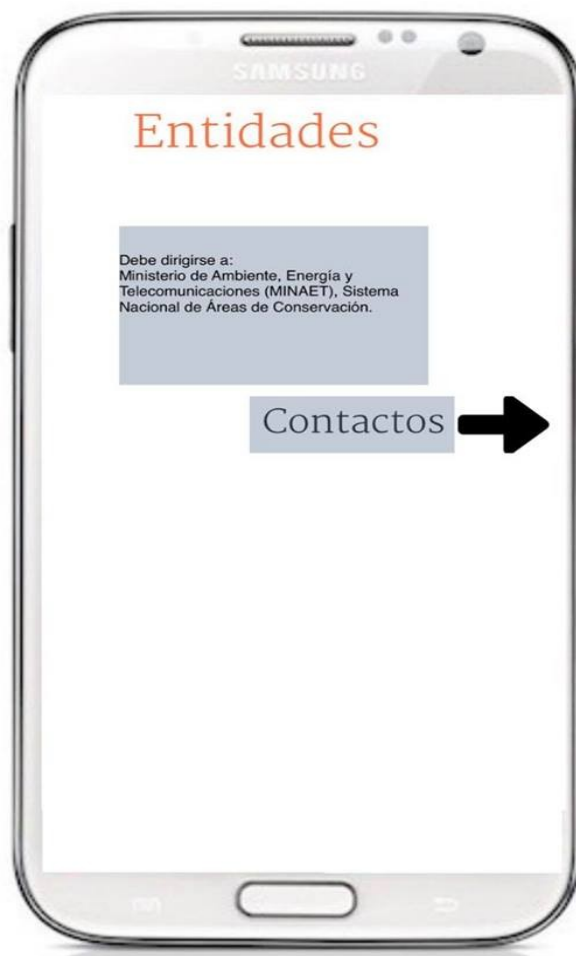 SAMSUNG
Entidades
Debe dirigirse a:
Ministerio de Ambiente, Energía y
Telecomunicaciones (MINAET), Sistema
Nacional de Áreas de Conservación.
Contactos